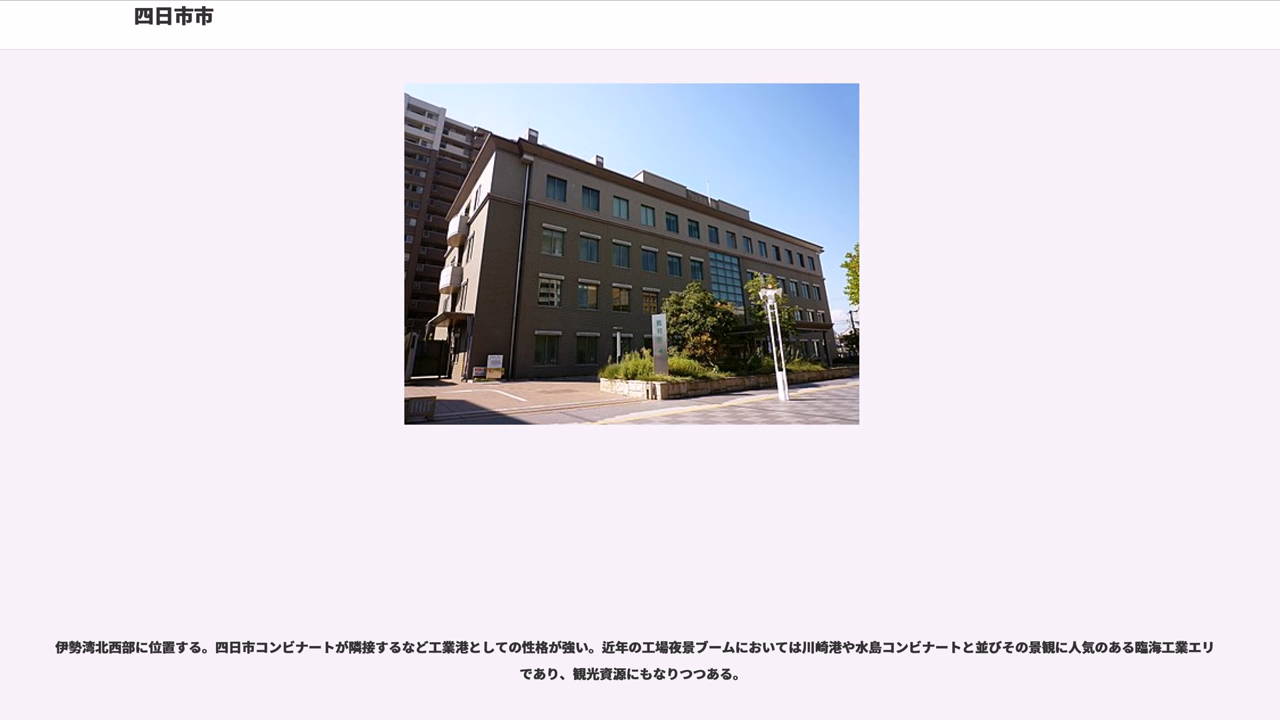 四日市市
伊勢湾北西部に位置する。四日市コンビナートが隣接するなど工業港としての性格が強い。近年の工場夜景ブームにおいては川崎港や水島コンビナートと並びその景観に人気のある臨海工業エリ
であり、観光資源にもなりつつある。